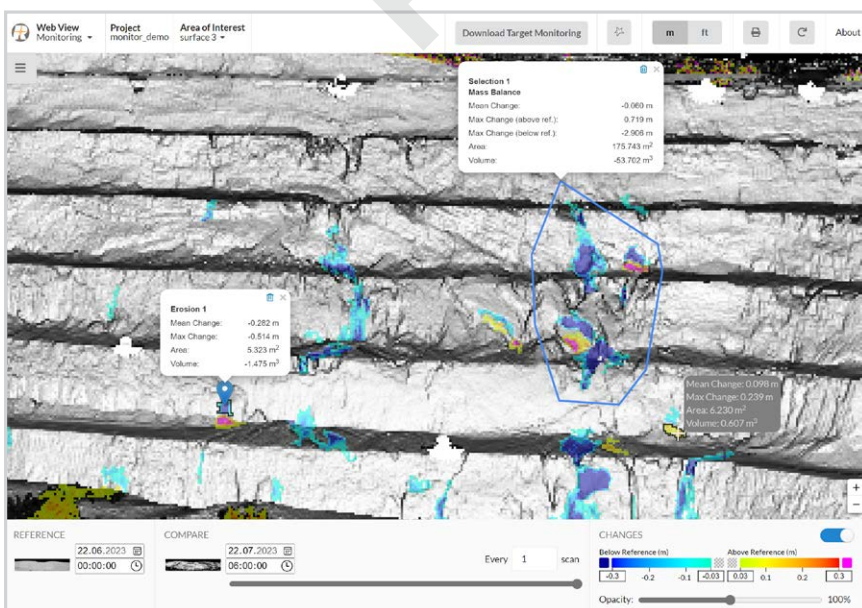 Web View
Monitoring
Project
monitor_demo
Area of Interest
surface 3
Download Target Monitoring
m
ft
About
Selection 1
Mass Balance
Mean Change: -0.060 m
Max Change (above ref.): 0.719 m
Max Change (below ref.): -2.906 m
Area: 175.743 m²
Volume: -53.702 m³
Erosion 1
Mean Change: -0.262 m
Max Change: -0.514 m
Area: 5.323 m²
Volume: -1.475 m³
Mean Change: 0.098 m
Max Change: 0.239 m
Area: 6.230 m²
Volume: 0.607 m³
+
−
REFERENCE
22.06.2023
00:00:00
COMPARE
22.07.2023
06:00:00
Every 1 scan
CHANGES
Below Reference (m) Above Reference (m)
-0.3 -0.2 -0.1 -0.03 0.03 0.1 0.2 0.3
Opacity: 100%